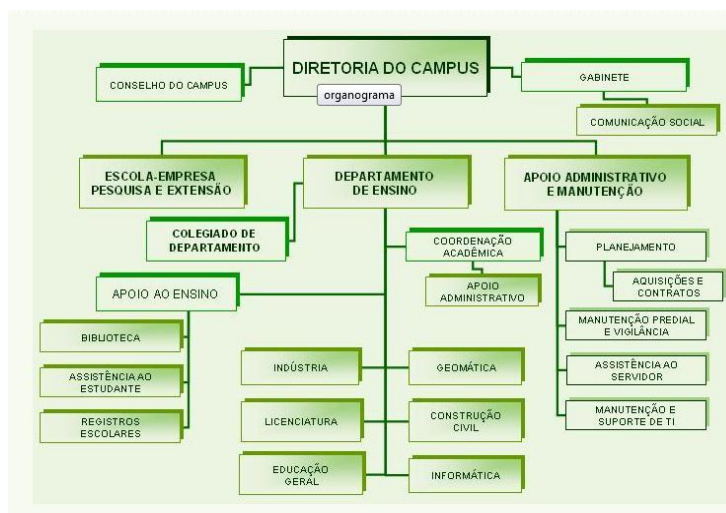 DIRETORIA DO CAMPUS
organograma
CONSELHO DO CAMPUS
GABINETE
COMUNICAÇÃO SOCIAL
ESCOLA-EMPRESA
PESQUISA E EXTENSÃO
DEPARTAMENTO
DE ENSINO
APOIO ADMINISTRATIVO
E MANUTENÇÃO
COLEGIADO DE
DEPARTAMENTO
COORDENAÇÃO
ACADÊMICA
APOIO
ADMINISTRATIVO
PLANEJAMENTO
AQUISIÇÕES E
CONTRATOS
APOIO AO ENSINO
BIBLIOTECA
ASSISTÊNCIA AO
ESTUDANTE
REGISTROS
ESCOLARES
INDÚSTRIA
GEOMÁTICA
LICENCIATURA
CONSTRUÇÃO
CIVIL
EDUCAÇÃO
GERAL
INFORMÁTICA
MANUTENÇÃO PREDIAL
E VIGILÂNCIA
ASSISTÊNCIA AO
SERVIDOR
MANUTENÇÃO E
SUPORTE DE TI